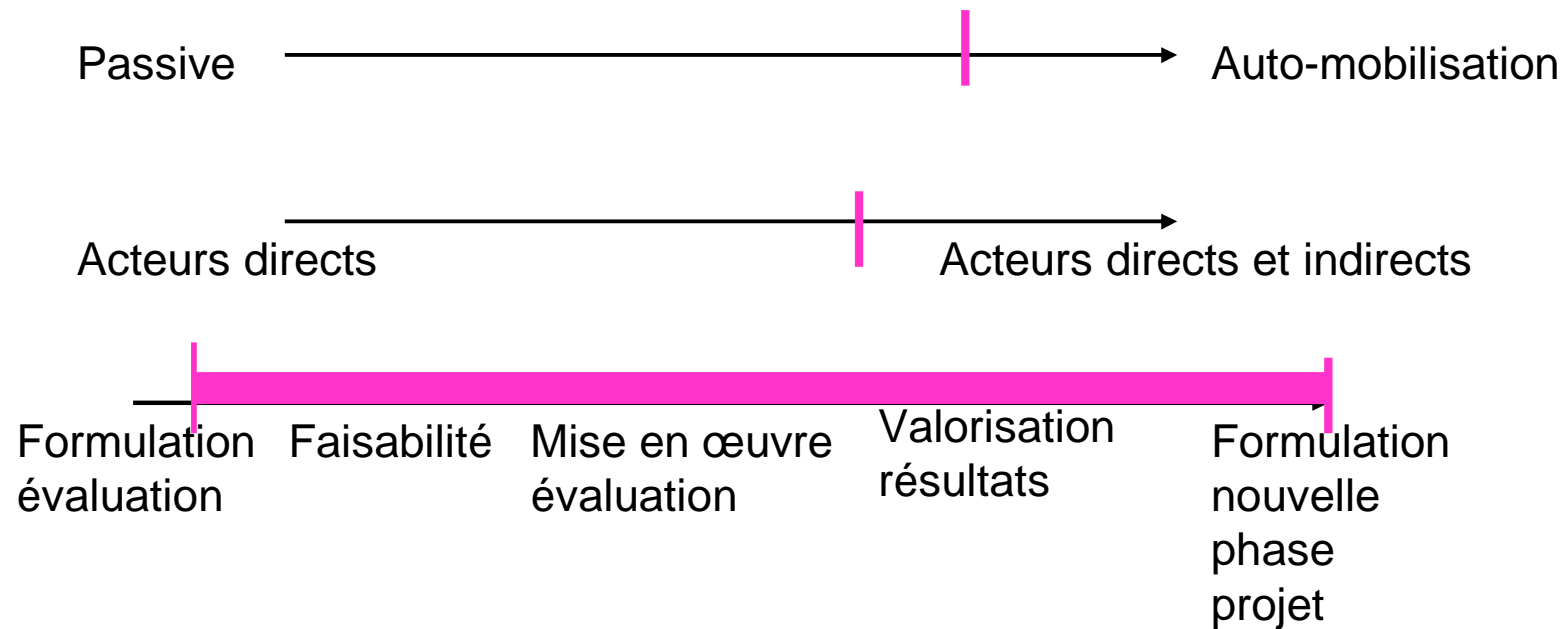 Passive
Auto-mobilisation
Acteurs directs
Acteurs directs et indirects
Formulation
évaluation
Faisabilité
Mise en œuvre
évaluation
Valorisation
résultats
Formulation
nouvelle
phase
projet